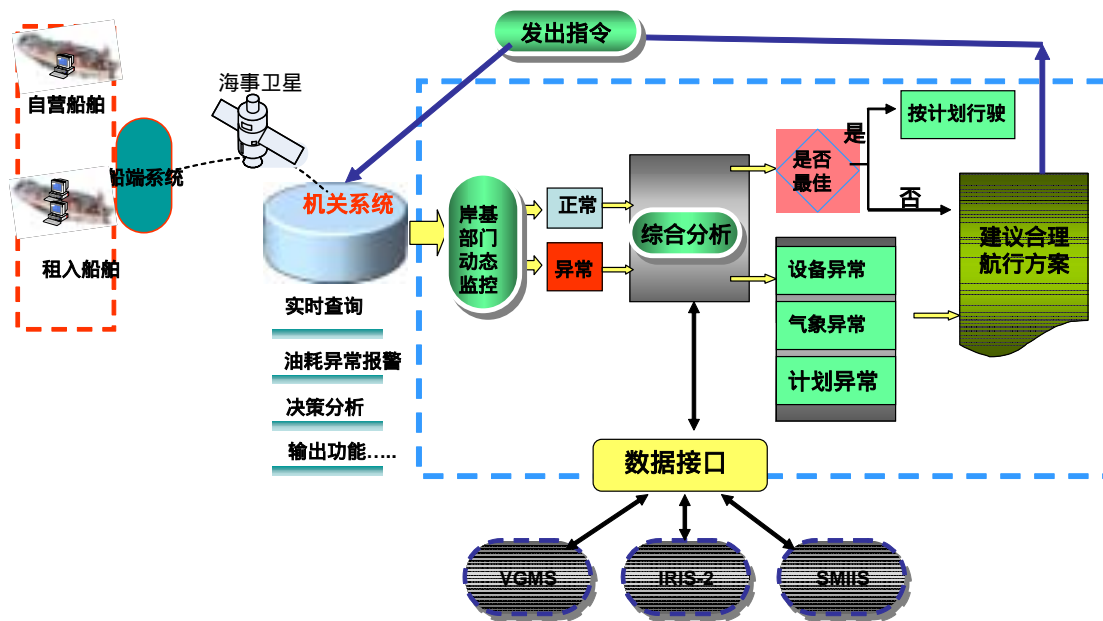 发出指令
海事卫星
自营船舶
船端系统
租入船舶
机关系统
实时查询
油耗异常报警
决策分析
输出功能…..
岸基
部门
动态
监控
正常
异常
综合分析
是否
最佳
是
否
按计划行驶
设备异常
气象异常
计划异常
建议合理
航行方案
数据接口
VGMS
IRIS-2
SMIIS